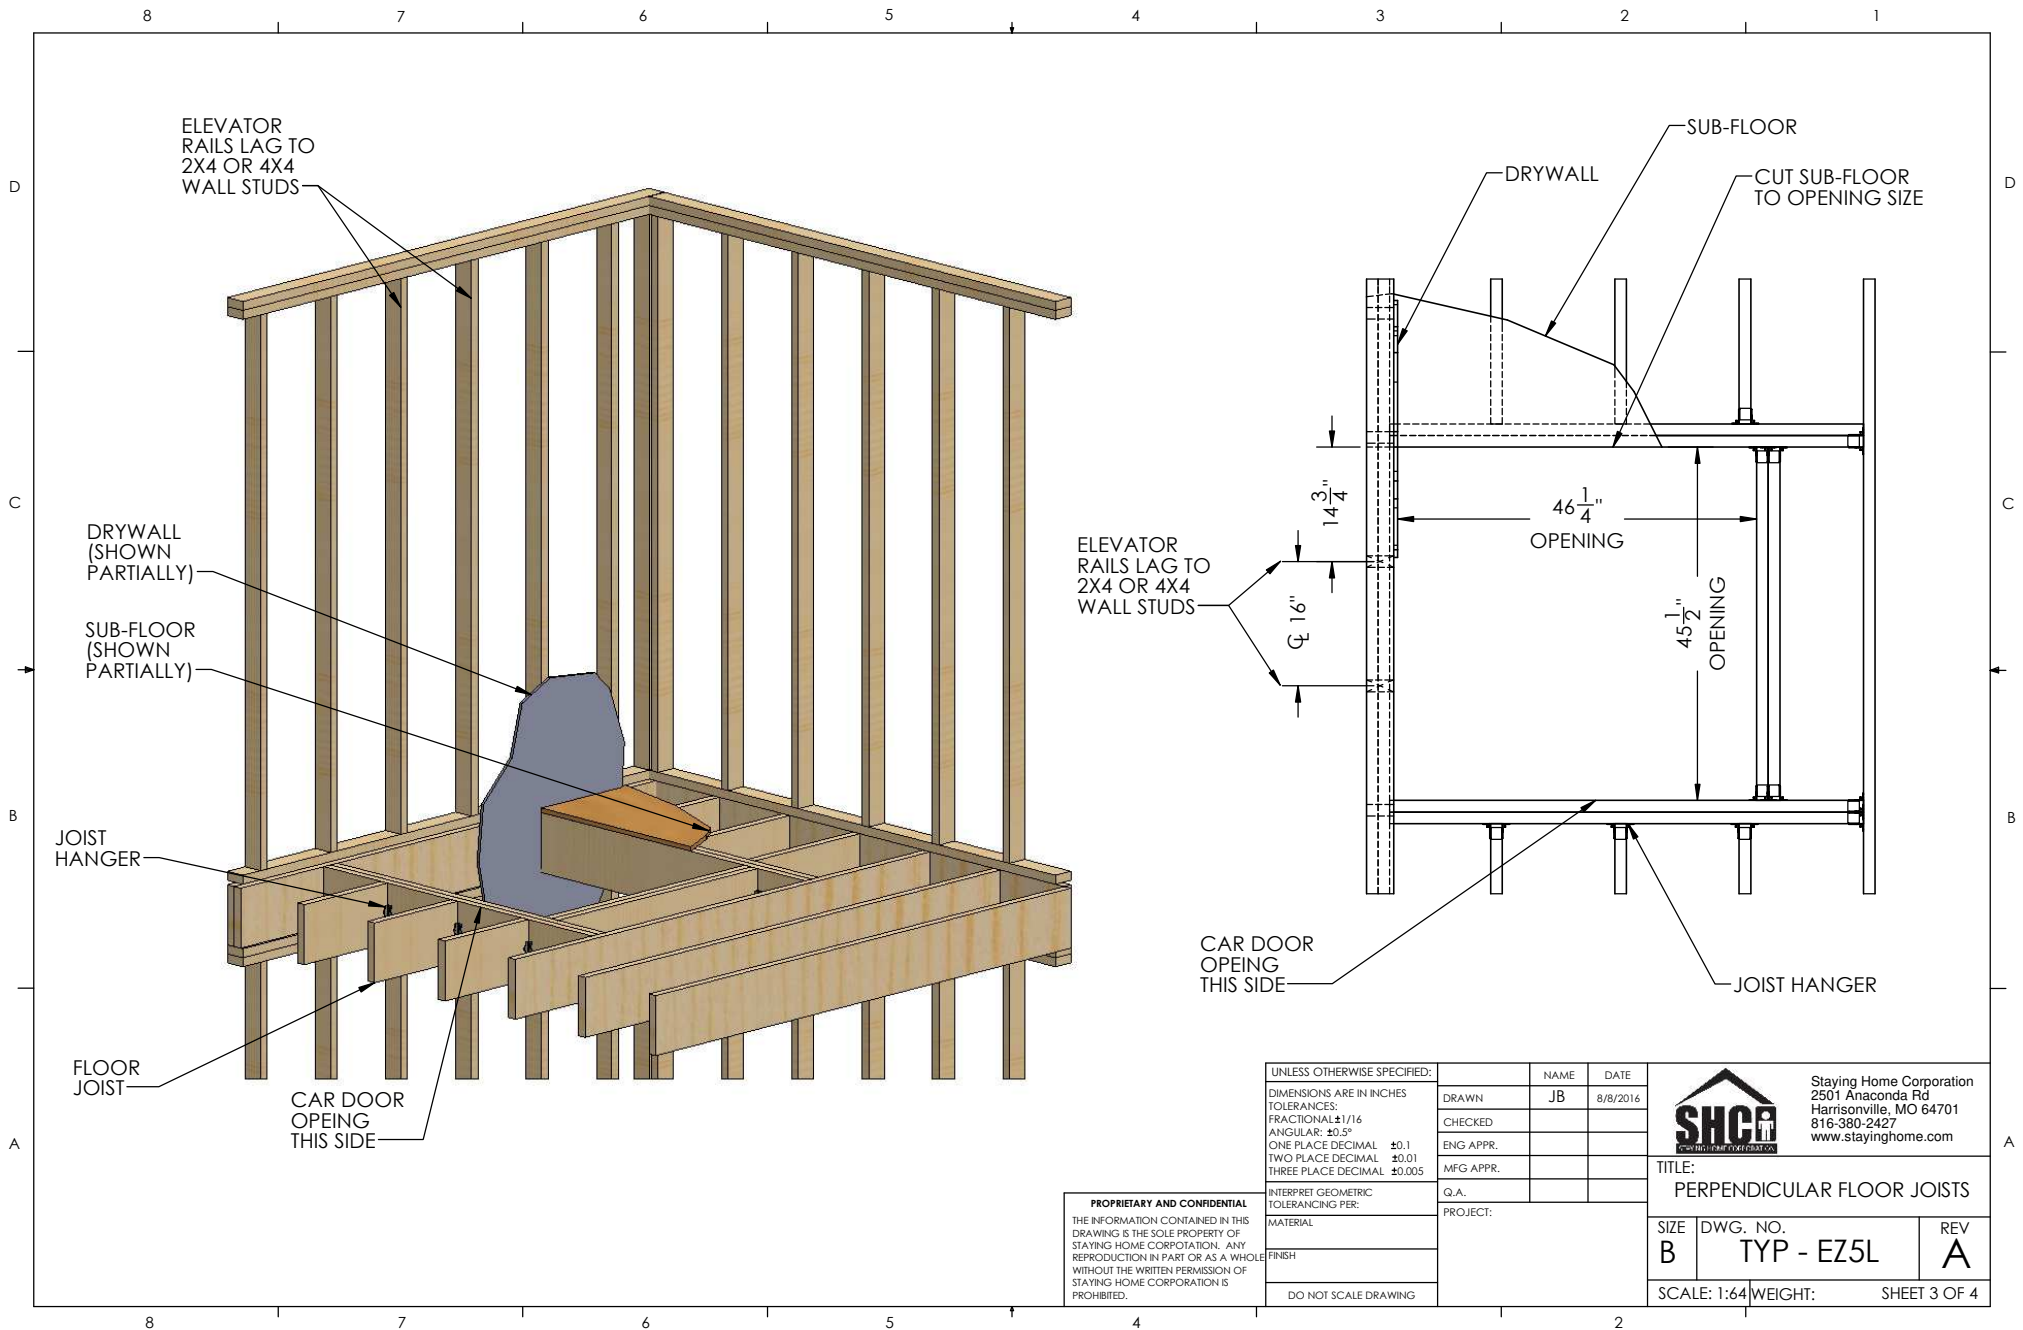 8 7 6 5 4 3 2 1
D
D
C
C
B
B
A
A
ELEVATOR
RAILS LAG TO
2X4 OR 4X4
WALL STUDS
DRYWALL
(SHOWN
PARTIALLY)
SUB-FLOOR
(SHOWN
PARTIALLY)
JOIST
HANGER
FLOOR
JOIST
CAR DOOR
OPEING
THIS SIDE
SUB-FLOOR
DRYWALL
CUT SUB-FLOOR
TO OPENING SIZE
14 3/4"
46 1/4"
OPENING
ELEVATOR
RAILS LAG TO
2X4 OR 4X4
WALL STUDS
℄ 16"
45 1/2"
OPENING
CAR DOOR
OPEING
THIS SIDE
JOIST HANGER
PROPRIETARY AND CONFIDENTIAL
THE INFORMATION CONTAINED IN THIS
DRAWING IS THE SOLE PROPERTY OF
STAYING HOME CORPOTATION. ANY
REPRODUCTION IN PART OR AS A WHOLE
WITHOUT THE WRITTEN PERMISSION OF
STAYING HOME CORPORATION IS
PROHIBITED.
UNLESS OTHERWISE SPECIFIED:
DIMENSIONS ARE IN INCHES
TOLERANCES:
FRACTIONAL±1/16
ANGULAR: ±0.5°
ONE PLACE DECIMAL ±0.1
TWO PLACE DECIMAL ±0.01
THREE PLACE DECIMAL ±0.005
INTERPRET GEOMETRIC
TOLERANCING PER:
MATERIAL
FINISH
DO NOT SCALE DRAWING
NAME DATE
DRAWN JB 8/8/2016
CHECKED
ENG APPR.
MFG APPR.
Q.A.
PROJECT:
SHC
STAYING HOME CORPORATION
Staying Home Corporation
2501 Anaconda Rd
Harrisonville, MO 64701
816-380-2427
www.stayinghome.com
TITLE:
PERPENDICULAR FLOOR JOISTS
SIZE DWG. NO. REV
B TYP - EZ5L A
SCALE: 1:64 WEIGHT: SHEET 3 OF 4
8 7 6 5 4 2